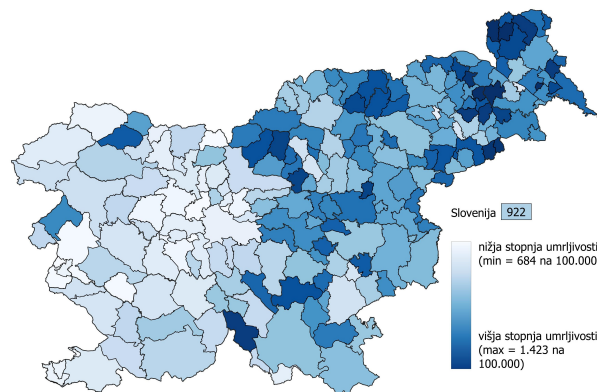 Slovenija 922
nižja stopnja umrljivosti
(min = 684 na 100.000)
višja stopnja umrljivosti
(max = 1.423 na
100.000)